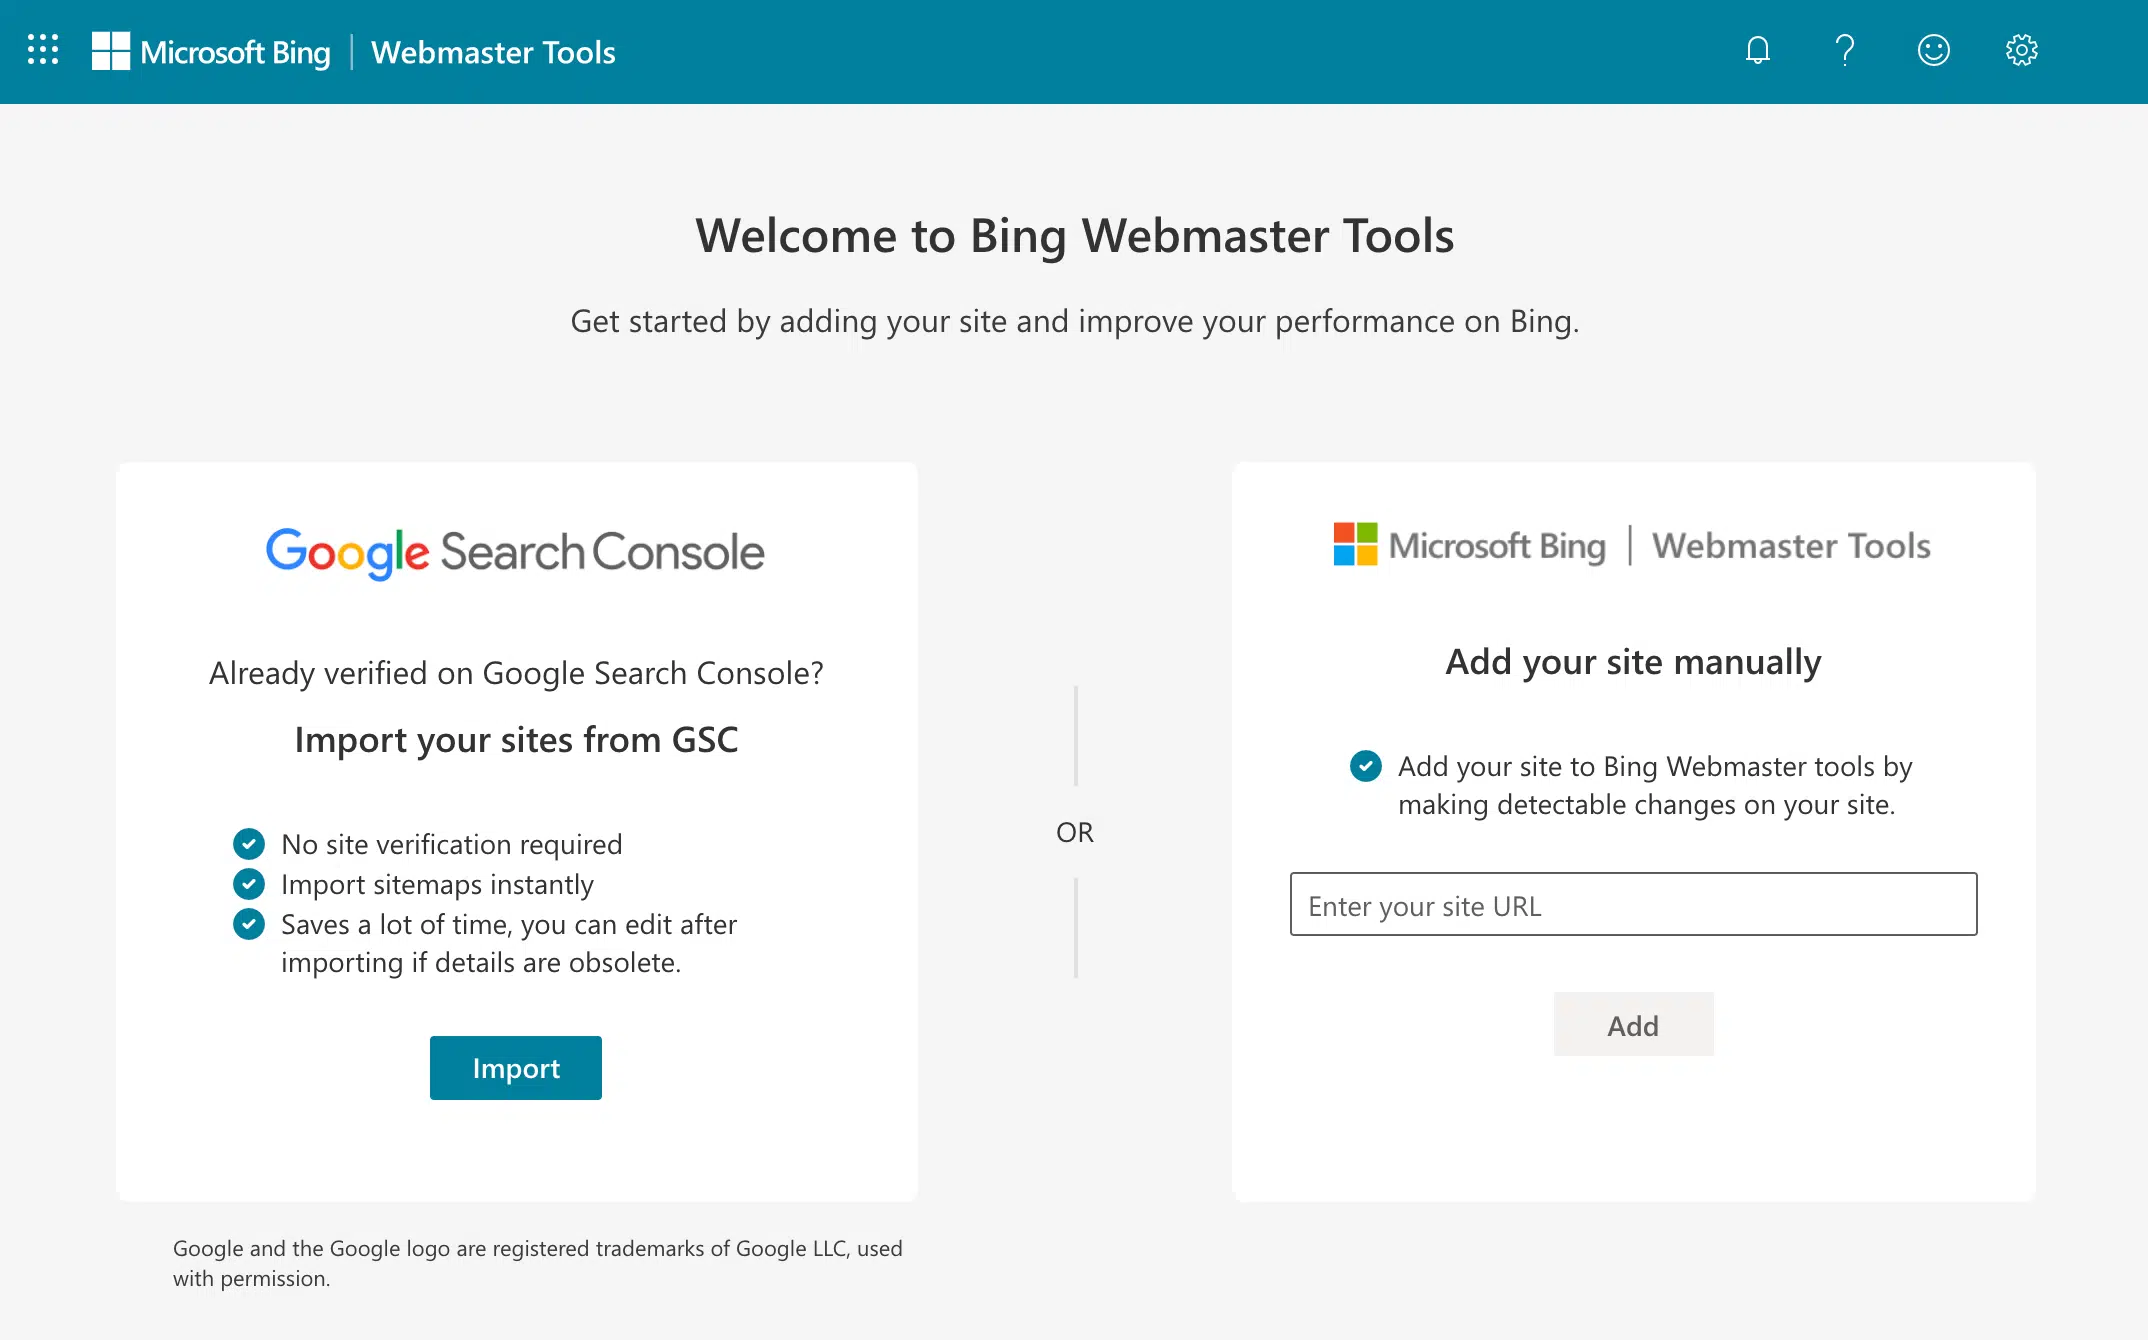 Microsoft Bing | Webmaster Tools
Welcome to Bing Webmaster Tools
Get started by adding your site and improve your performance on Bing.
Google Search Console
Already verified on Google Search Console?
Import your sites from GSC
No site verification required
Import sitemaps instantly
Saves a lot of time, you can edit after
importing if details are obsolete.
Import
OR
Microsoft Bing | Webmaster Tools
Add your site manually
Add your site to Bing Webmaster tools by
making detectable changes on your site.
Enter your site URL
Add
Google and the Google logo are registered trademarks of Google LLC, used
with permission.